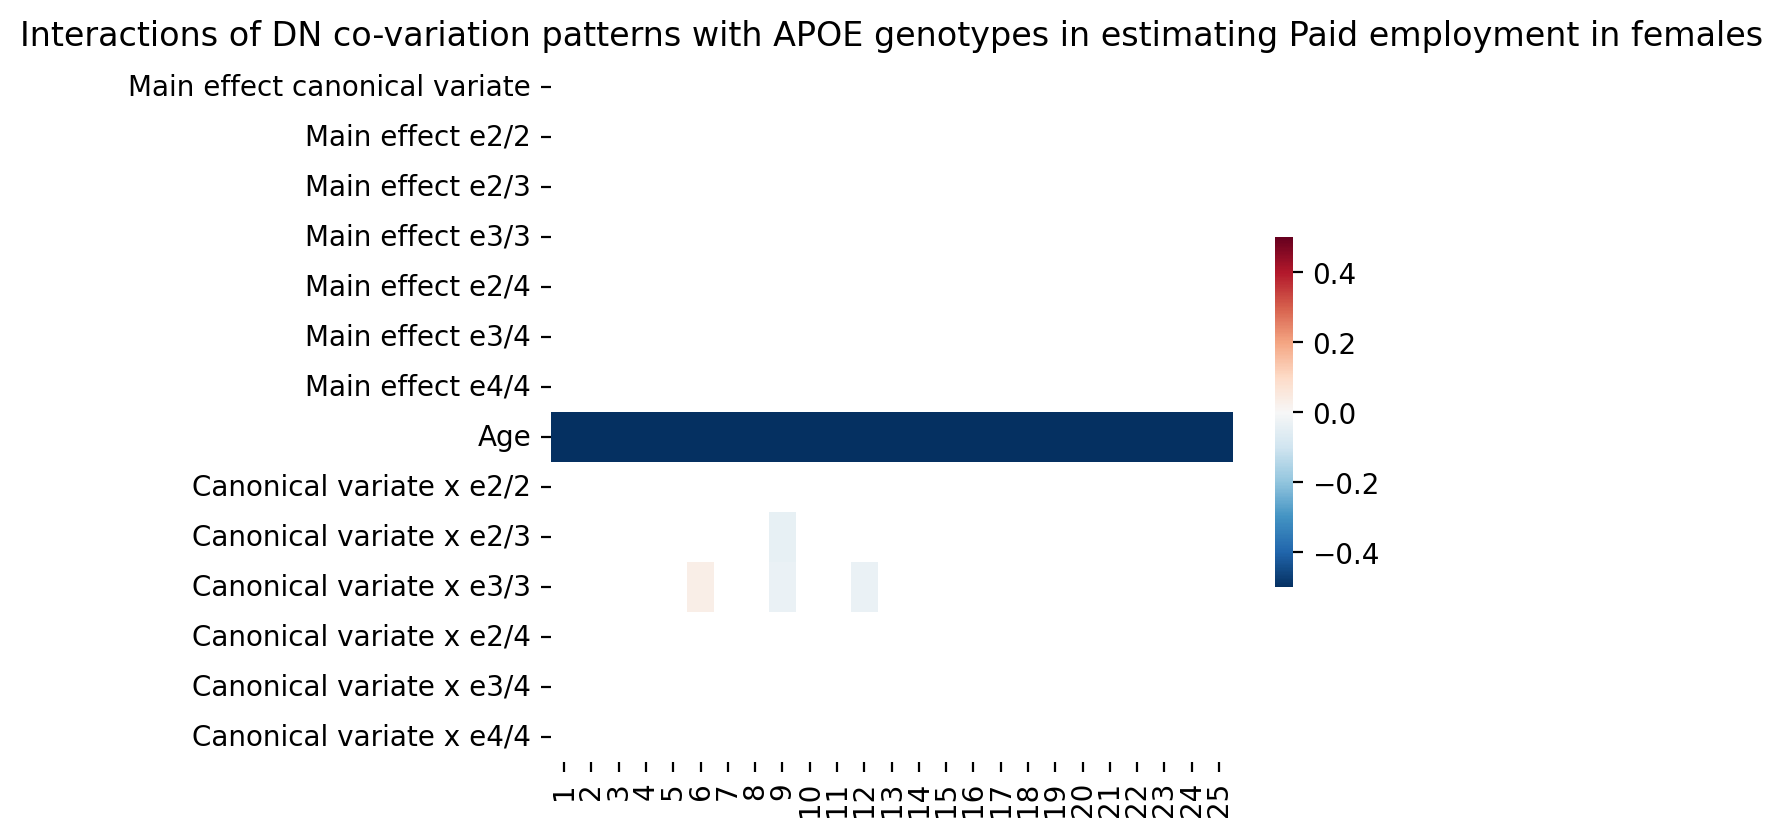 Interactions of DN co-variation patterns with APOE genotypes in estimating Paid employment in females
Main effect canonical variate
Main effect e2/2
Main effect e2/3
Main effect e3/3
Main effect e2/4
Main effect e3/4
Main effect e4/4
Age
Canonical variate x e2/2
Canonical variate x e2/3
Canonical variate x e3/3
Canonical variate x e2/4
Canonical variate x e3/4
Canonical variate x e4/4
1
2
3
4
5
6
7
8
9
10
11
12
13
14
15
16
17
18
19
20
21
22
23
24
25
0.4
0.2
0.0
−0.2
−0.4